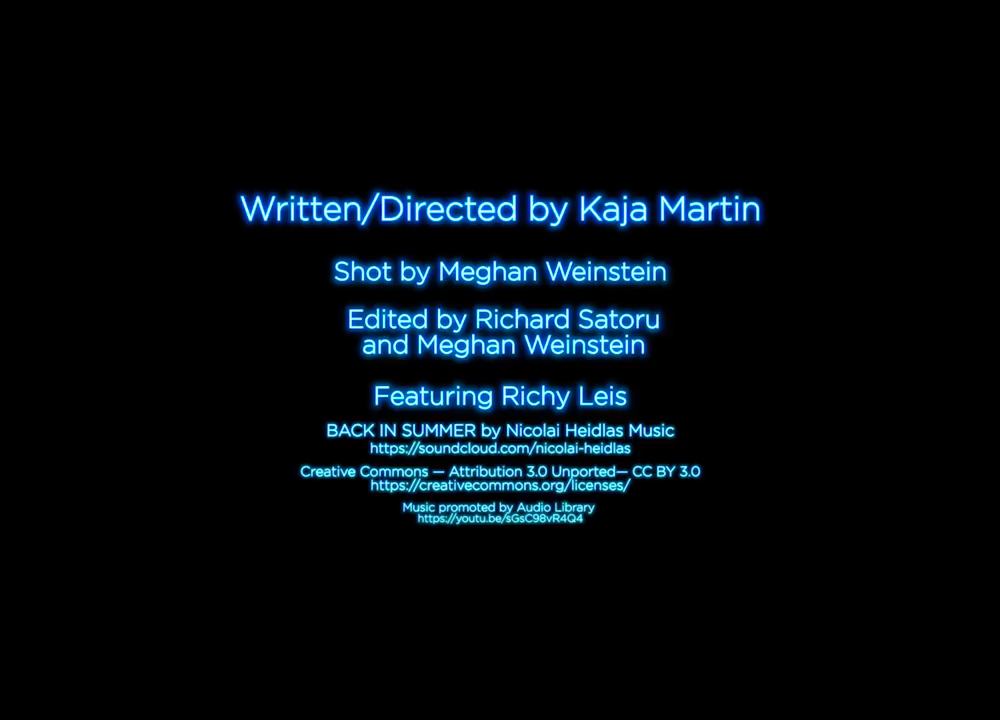 Written/Directed by Kaja Martin
Shot by Meghan Weinstein
Edited by Richard Satoru
and Meghan Weinstein
Featuring Richy Leis
BACK IN SUMMER by Nicolai Heidlas Music
https://soundcloud.com/nicolai-heidlas
Creative Commons — Attribution 3.0 Unported— CC BY 3.0
https://creativecommons.org/licenses/
Music promoted by Audio Library
https://youtu.be/sGsC98vR4Q4